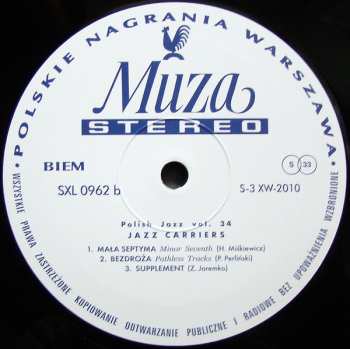 • POLSKIE NAGRANIA WARSZAWA •
Muza
STEREO
BIEM
S 33
SXL 0962 b
S-3 XW-2010
Polish Jazz vol. 34
JAZZ CARRIERS
1. MAŁA SEPTYMA Minor Seventh (H. Miśkiewicz)
2. BEZDROŻA Pathless Tracks (P. Perliński)
3. SUPPLEMENT (Z. Jaremko)
WSZYSTKIE PRAWA ZASTRZEŻONE KOPIOWANIE ODTWARZANIE PUBLICZNE I RADIOWE BEZ UPOWAŻNIENIA WZBRONIONE